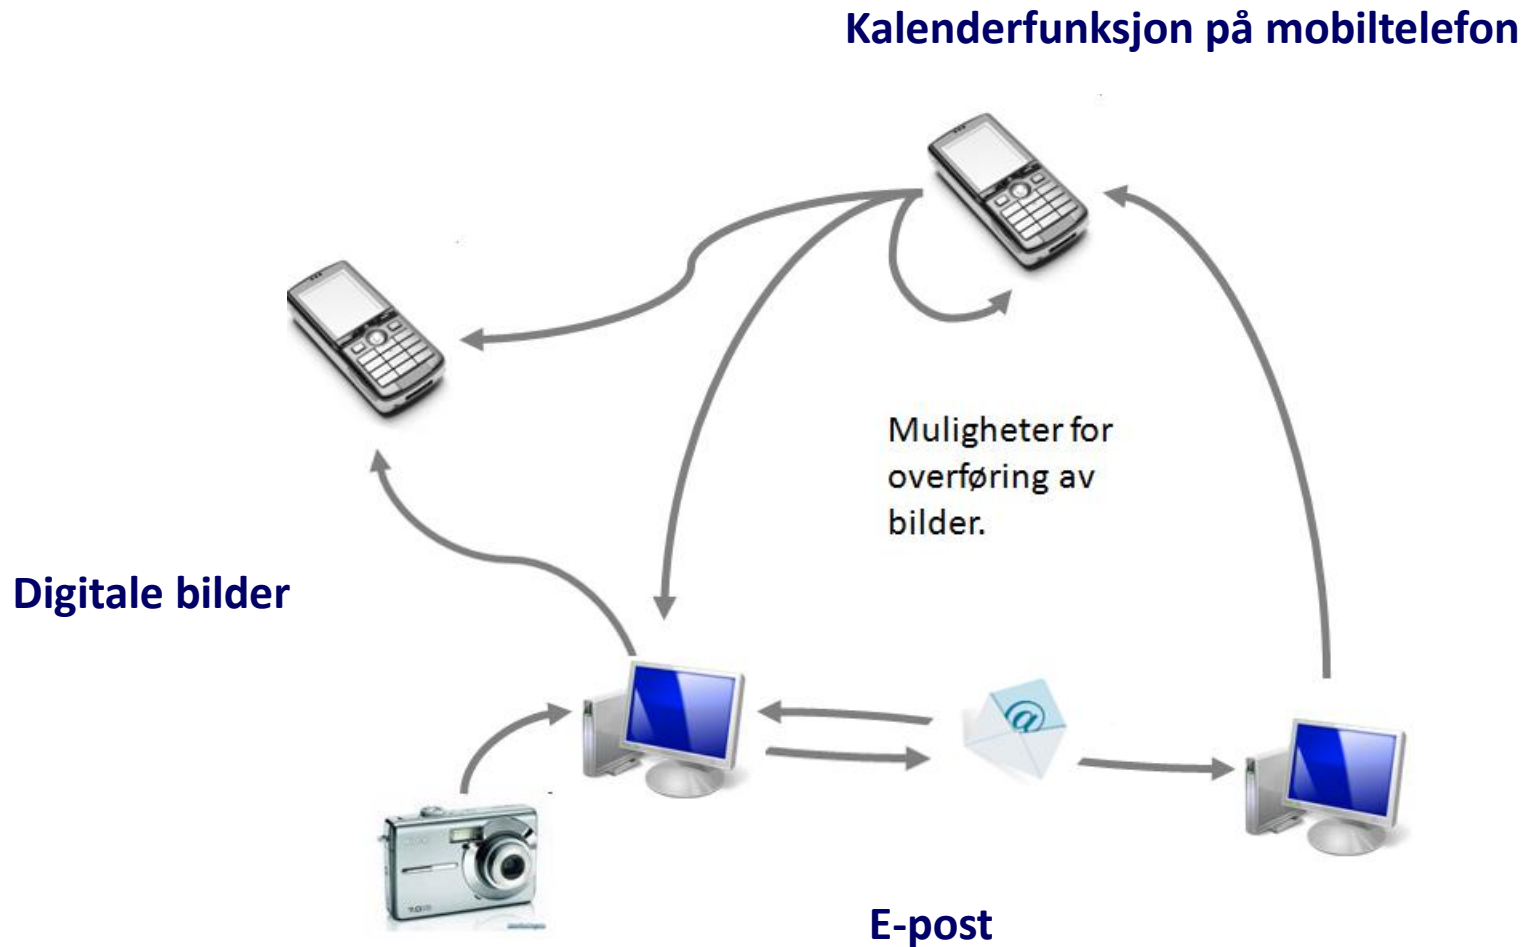 Kalenderfunksjon på mobiltelefon
Muligheter for
overføring av
bilder.
Digitale bilder
@
E-post